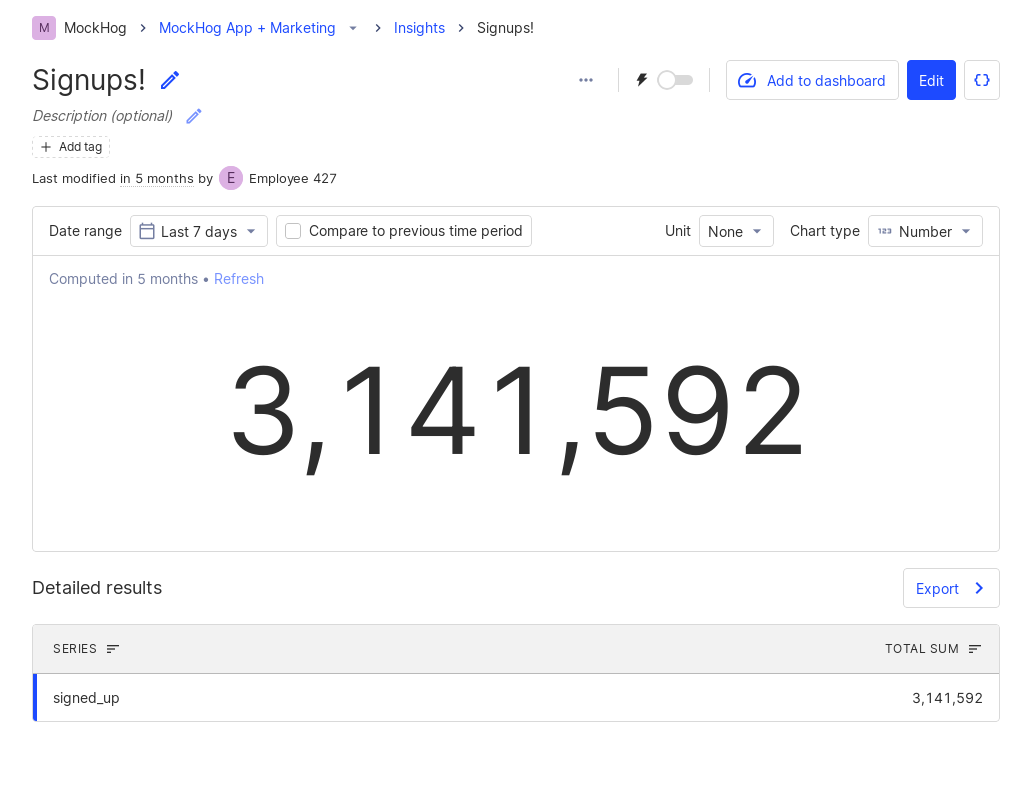 M MockHog > MockHog App + Marketing > Insights > Signups!
Signups!
Add to dashboard
Edit
Description (optional)
Add tag
Last modified in 5 months by E Employee 427
Date range Last 7 days Compare to previous time period Unit None Chart type 123 Number
Computed in 5 months • Refresh
3,141,592
Detailed results
Export
SERIES TOTAL SUM
signed_up 3,141,592